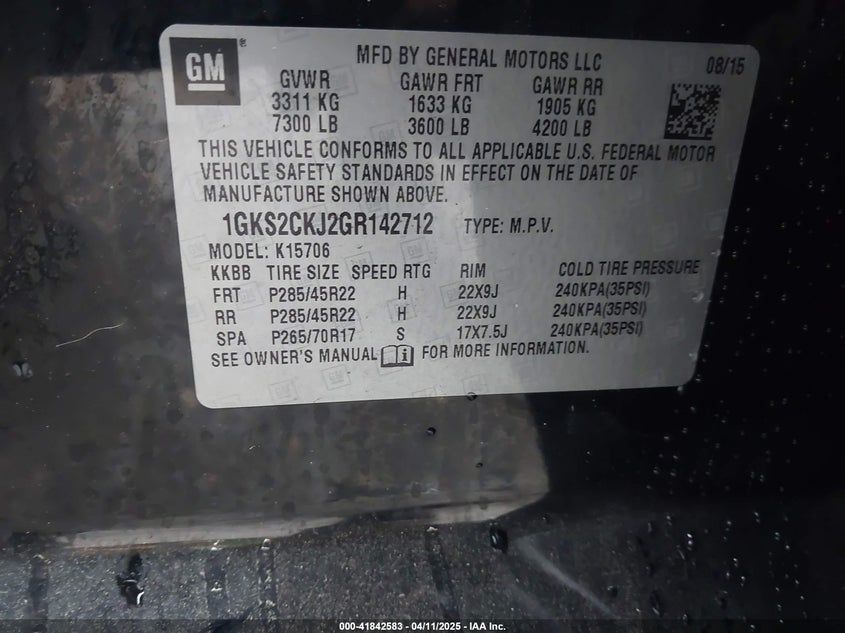 GM ®
MFD BY GENERAL MOTORS LLC 08/15
GVWR GAWR FRT GAWR RR
3311 KG 1633 KG 1905 KG
7300 LB 3600 LB 4200 LB
THIS VEHICLE CONFORMS TO ALL APPLICABLE U.S. FEDERAL MOTOR
VEHICLE SAFETY STANDARDS IN EFFECT ON THE DATE OF
MANUFACTURE SHOWN ABOVE.
1GKS2CKJ2GR142712 TYPE: M.P.V.
MODEL: K15706
KKBB TIRE SIZE SPEED RTG RIM COLD TIRE PRESSURE
FRT P285/45R22 H 22X9J 240KPA(35PSI)
RR P285/45R22 H 22X9J 240KPA(35PSI)
SPA P265/70R17 S 17X7.5J 240KPA(35PSI)
SEE OWNER'S MANUAL FOR MORE INFORMATION.
000-41842583 - 04/11/2025 - IAA Inc.